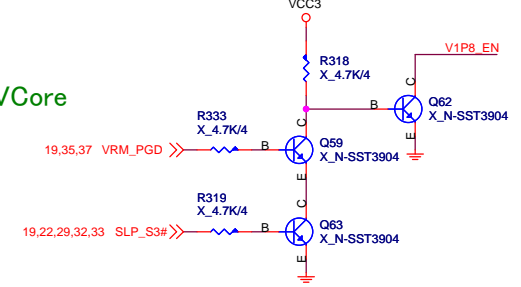 VCC3
V1P8_EN
R318
X_4.7K/4
C
VCore
B
Q62
X_N-SST3904
R333
X_4.7K/4
C
E
19,35,37 VRM_PGD
B
Q59
X_N-SST3904
E
R319
X_4.7K/4
C
19,22,29,32,33 SLP_S3#
B
Q63
X_N-SST3904
E